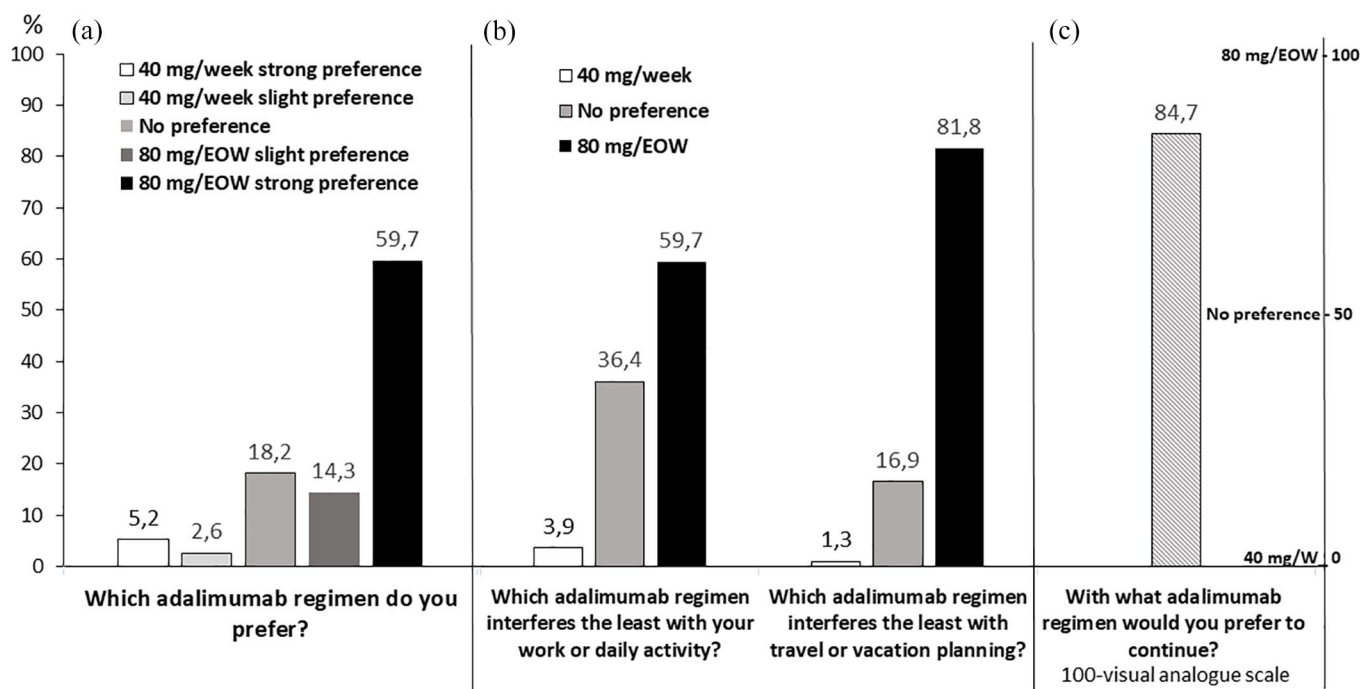 %
(a)
100
90
80
70
60
50
40
30
20
10
0
40 mg/week strong preference
40 mg/week slight preference
No preference
80 mg/EOW slight preference
80 mg/EOW strong preference
5,2
2,6
18,2
14,3
59,7
Which adalimumab regimen do you
prefer?
(b)
40 mg/week
No preference
80 mg/EOW
3,9
36,4
59,7
Which adalimumab regimen
interferes the least with your
work or daily activity?
1,3
16,9
81,8
Which adalimumab regimen
interferes the least with
travel or vacation planning?
(c)
80 mg/EOW 100
84,7
No preference 50
40 mg/W 0
With what adalimumab
regimen would you prefer to
continue?
100-visual analogue scale